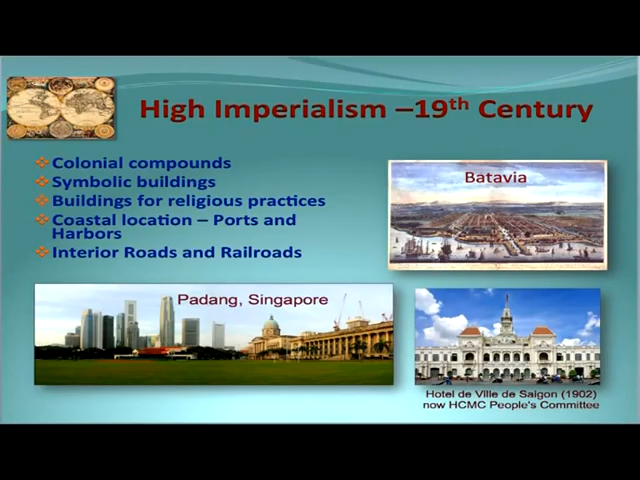 High Imperialism –19th Century
Colonial compounds
Symbolic buildings
Buildings for religious practices
Coastal location – Ports and
Harbors
Interior Roads and Railroads
Batavia
Padang, Singapore
Hotel de Ville de Saigon (1902)
now HCMC People's Committee